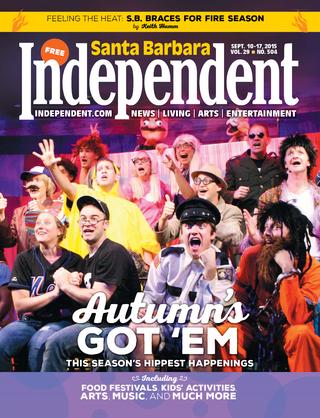 FEELING THE HEAT: S.B. BRACES FOR FIRE SEASON
by Keith Hamm
FREE
Santa Barbara
SEPT. 10-17, 2015
VOL. 29 ■ NO. 504
Independent
INDEPENDENT.COM NEWS | LIVING | ARTS | ENTERTAINMENT
Autumn's
GOT 'EM
THIS SEASON'S HIPPEST HAPPENINGS
Including
FOOD FESTIVALS, KIDS' ACTIVITIES,
ARTS, MUSIC, AND MUCH MORE